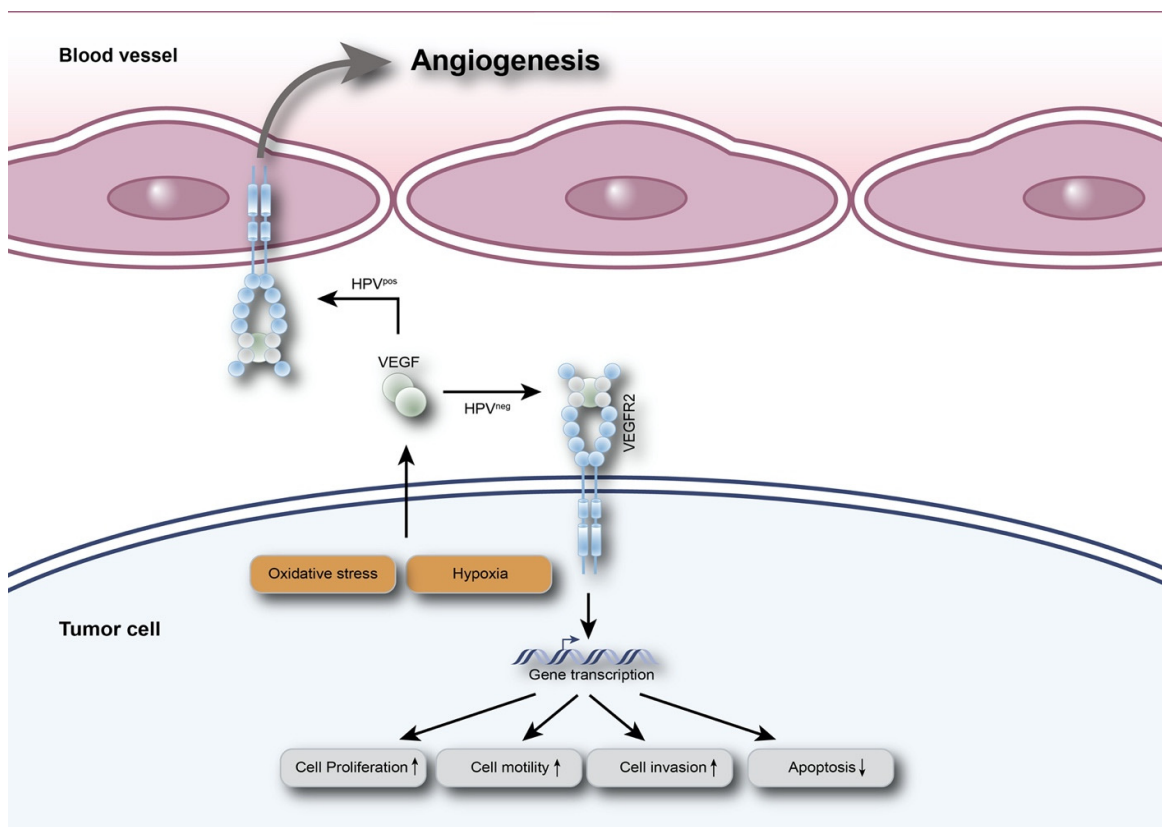 Blood vessel
Angiogenesis
HPVpos
VEGF
HPVneg
VEGFR2
Oxidative stress
Hypoxia
Tumor cell
Gene transcription
Cell Proliferation ↑
Cell motility ↑
Cell invasion ↑
Apoptosis ↓